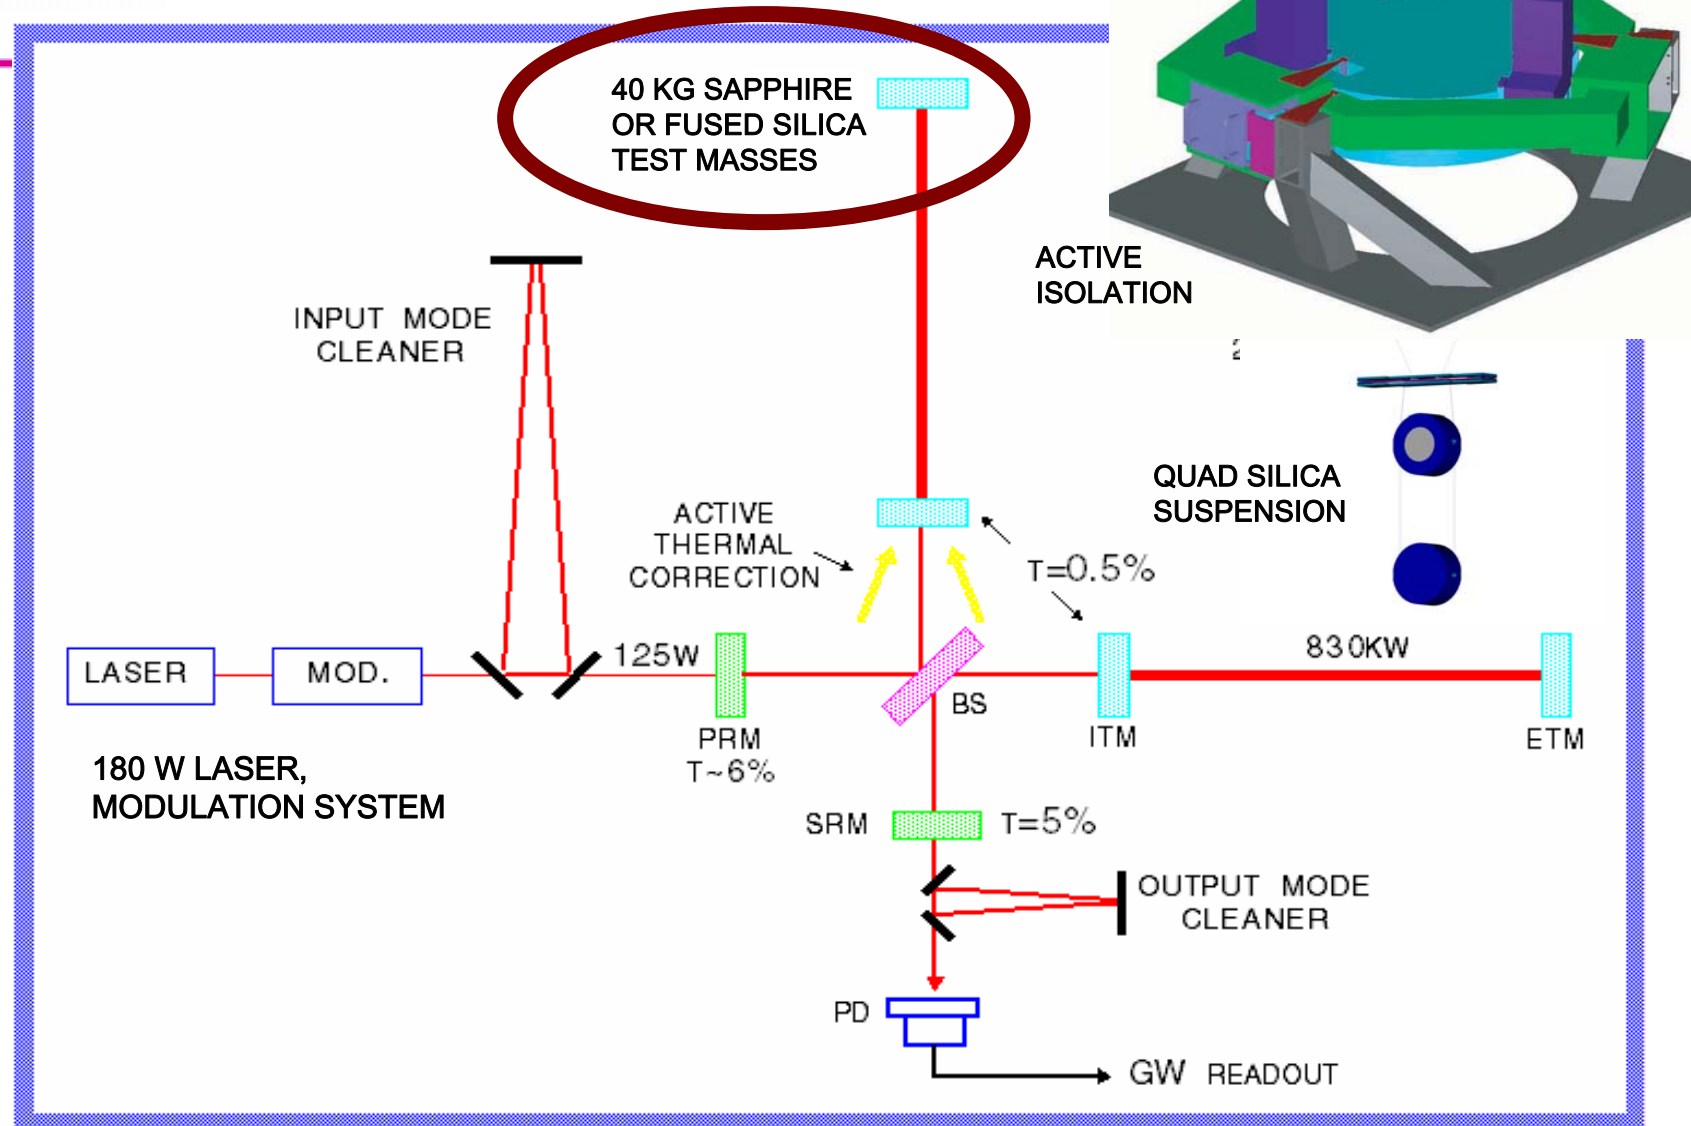 40 KG SAPPHIRE
OR FUSED SILICA
TEST MASSES
ACTIVE
ISOLATION
INPUT MODE
CLEANER
QUAD SILICA
SUSPENSION
ACTIVE
THERMAL
CORRECTION
T=0.5%
LASER
MOD.
125W
830KW
BS
PRM
T~6%
ITM
ETM
180 W LASER,
MODULATION SYSTEM
SRM
T=5%
OUTPUT MODE
CLEANER
PD
GW READOUT